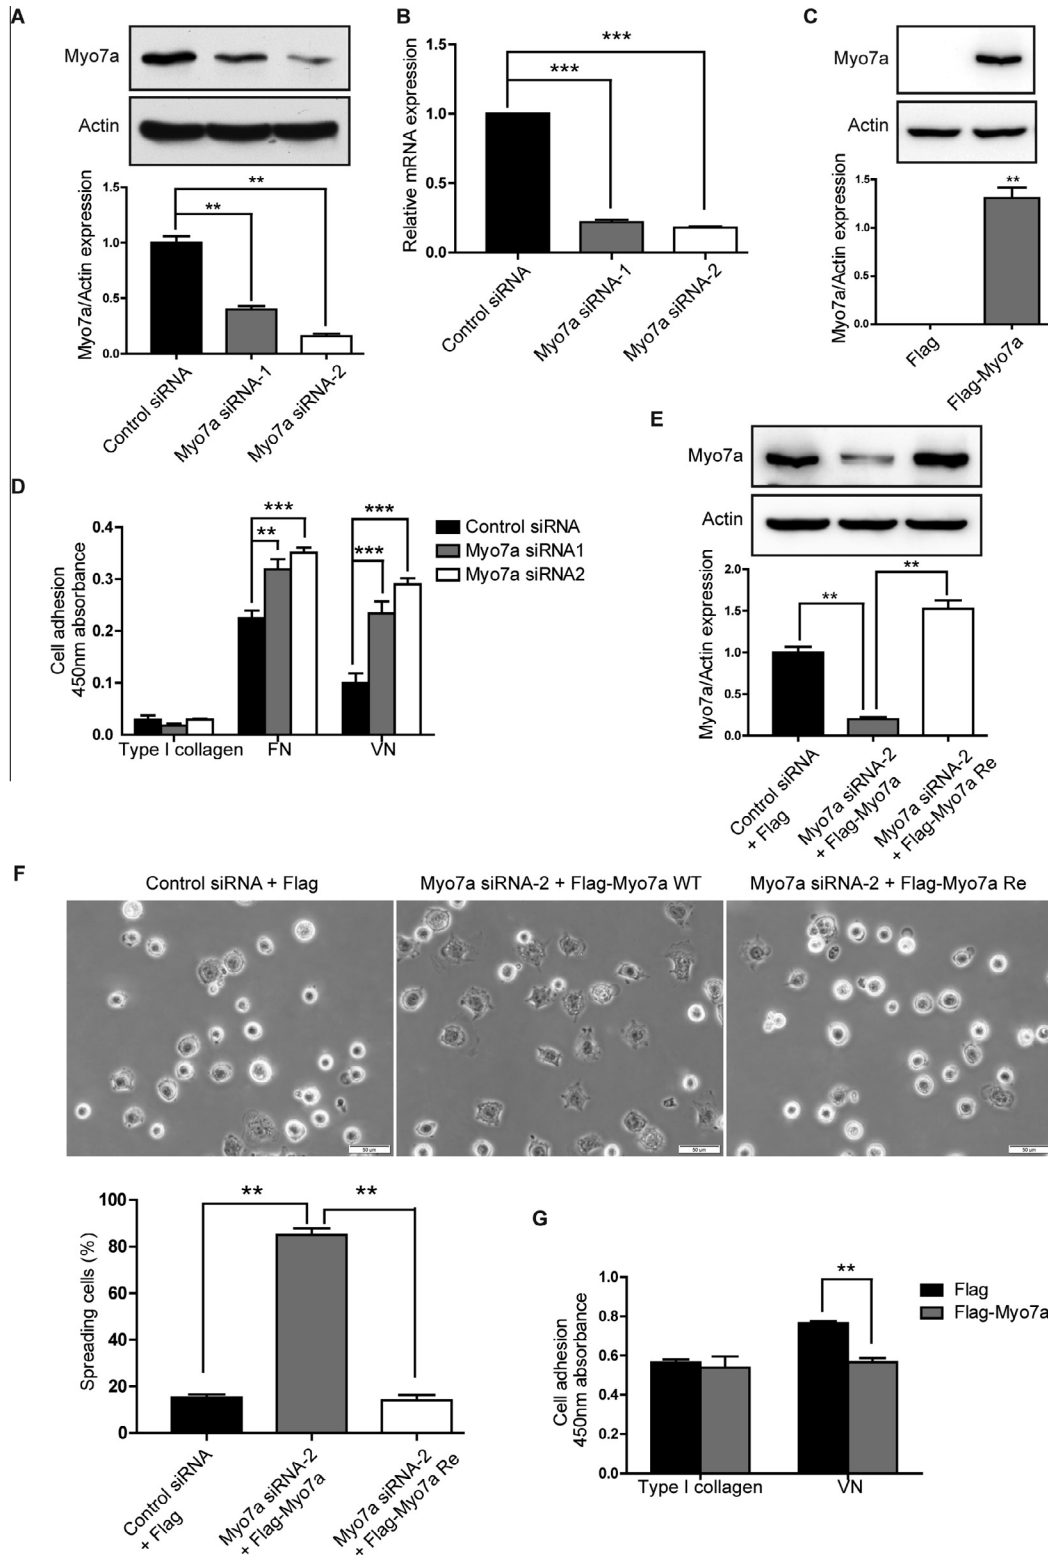 A
Myo7a
Actin
Myo7a/Actin expression
1.5
1.0
0.5
0.0
**
**
Control siRNA
Myo7a siRNA-1
Myo7a siRNA-2
B
Relative mRNA expression
1.5
1.0
0.5
0.0
***
***
Control siRNA
Myo7a siRNA-1
Myo7a siRNA-2
C
Myo7a
Actin
Myo7a/Actin expression
1.5
1.0
0.5
0.0
**
Flag
Flag-Myo7a
D
Cell adhesion
450nm absorbance
0.4
0.3
0.2
0.1
0.0
***
**
***
***
Type I collagen
FN
VN
Control siRNA
Myo7a siRNA1
Myo7a siRNA2
E
Myo7a
Actin
Myo7a/Actin expression
2.0
1.5
1.0
0.5
0.0
**
**
Control siRNA
+ Flag
Myo7a siRNA-2
+ Flag-Myo7a
Myo7a siRNA-2
+ Flag-Myo7a Re
F
Control siRNA + Flag
Myo7a siRNA-2 + Flag-Myo7a WT
Myo7a siRNA-2 + Flag-Myo7a Re
50 µm
50 µm
50 µm
Spreading cells (%)
100
80
60
40
20
0
**
**
Control siRNA
+ Flag
Myo7a siRNA-2
+ Flag-Myo7a
Myo7a siRNA-2
+ Flag-Myo7a Re
G
Cell adhesion
450nm absorbance
1.0
0.8
0.6
0.4
0.2
0.0
**
Type I collagen
VN
Flag
Flag-Myo7a